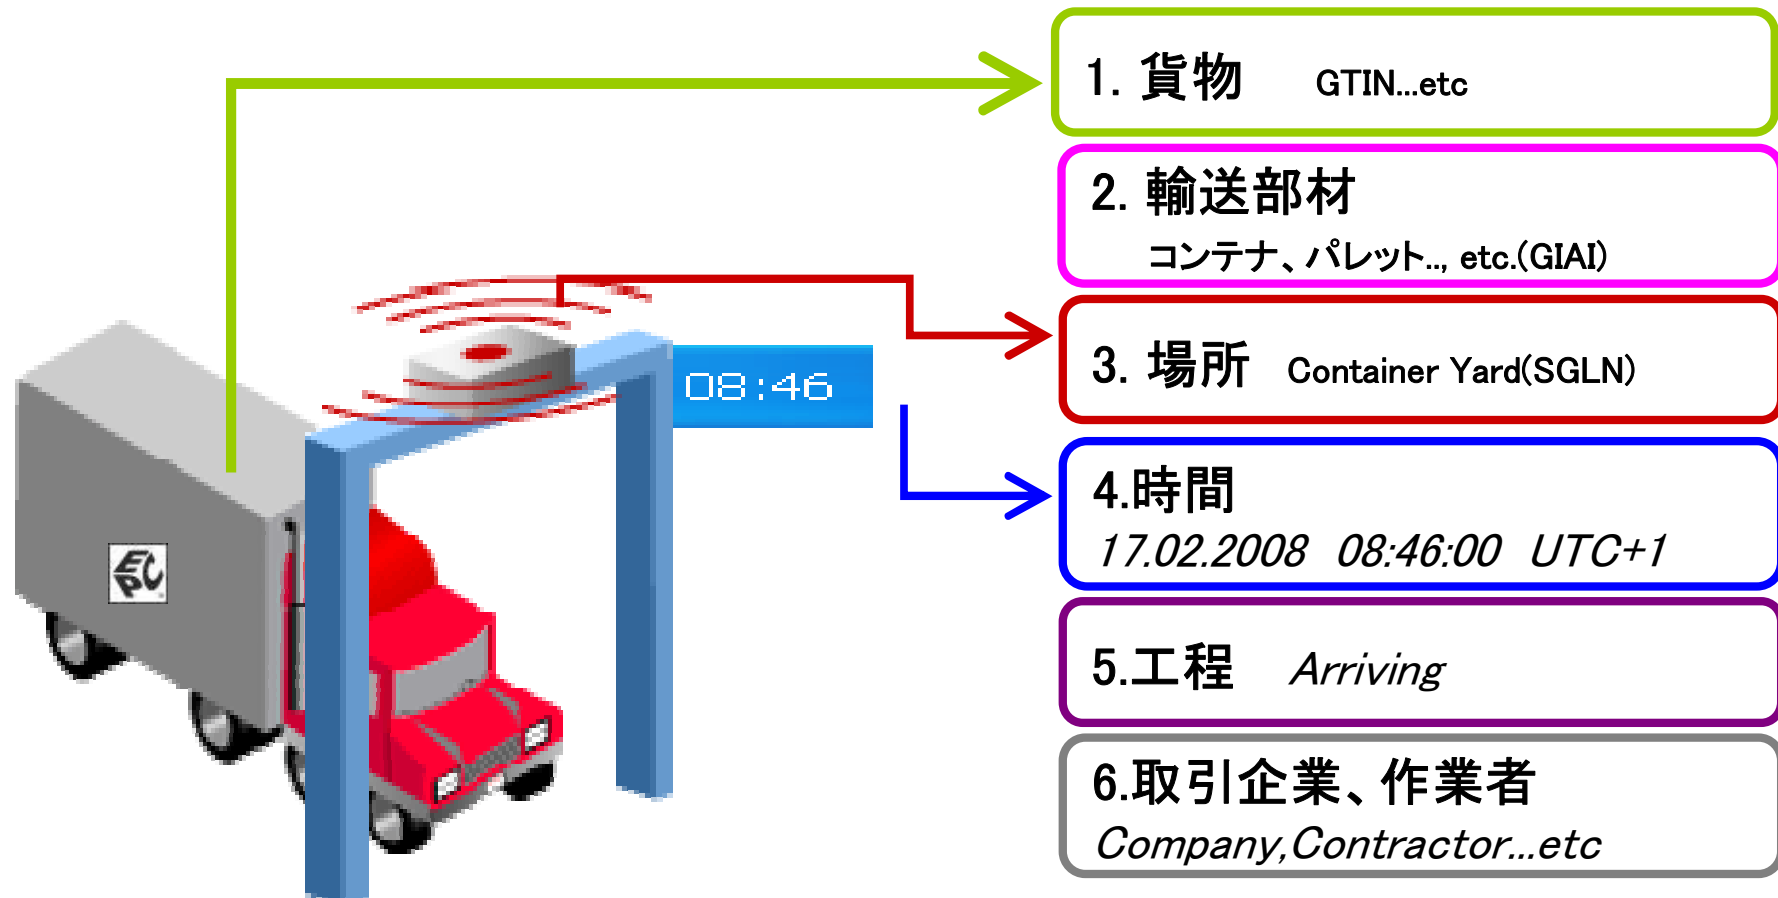 1. 貨物 GTIN...etc
2. 輸送部材
コンテナ、パレット.., etc.(GIAI)
08:46
3. 場所 Container Yard(SGLN)
4.時間
17.02.2008 08:46:00 UTC+1
EPC
5.工程 Arriving
6.取引企業、作業者
Company,Contractor...etc